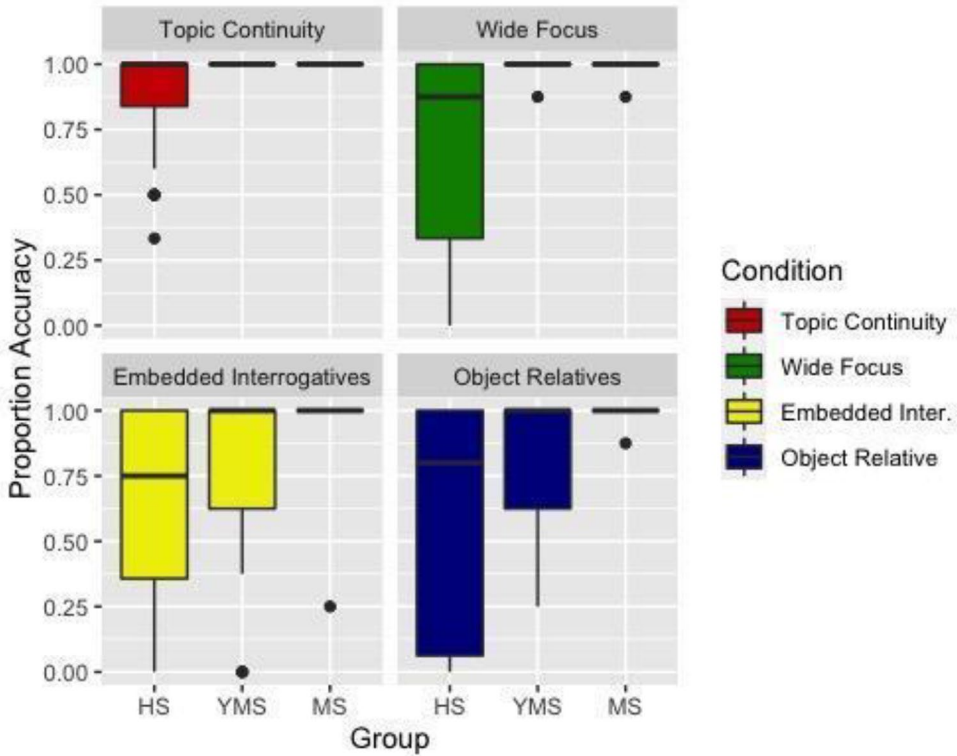 Topic Continuity
Wide Focus
1.00
0.75
0.50
0.25
0.00
Embedded Interrogatives
Object Relatives
1.00
0.75
0.50
0.25
0.00
HS YMS MS
HS YMS MS
Group
Proportion Accuracy
Condition
Topic Continuity
Wide Focus
Embedded Inter.
Object Relative